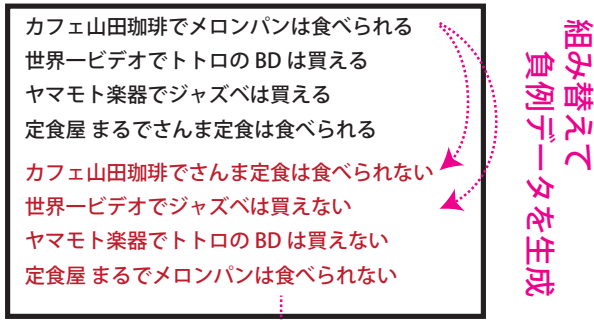 カフェ山田珈琲でメロンパンは食べられる
世界一ビデオでトトロの BD は買える
ヤマモト楽器でジャズベは買える
定食屋 まるでさんま定食は食べられる
カフェ山田珈琲でさんま定食は食べられない
世界一ビデオでジャズベは買えない
ヤマモト楽器でトトロの BD は買えない
定食屋 まるでメロンパンは食べられない
組み替えて
負例データを生成